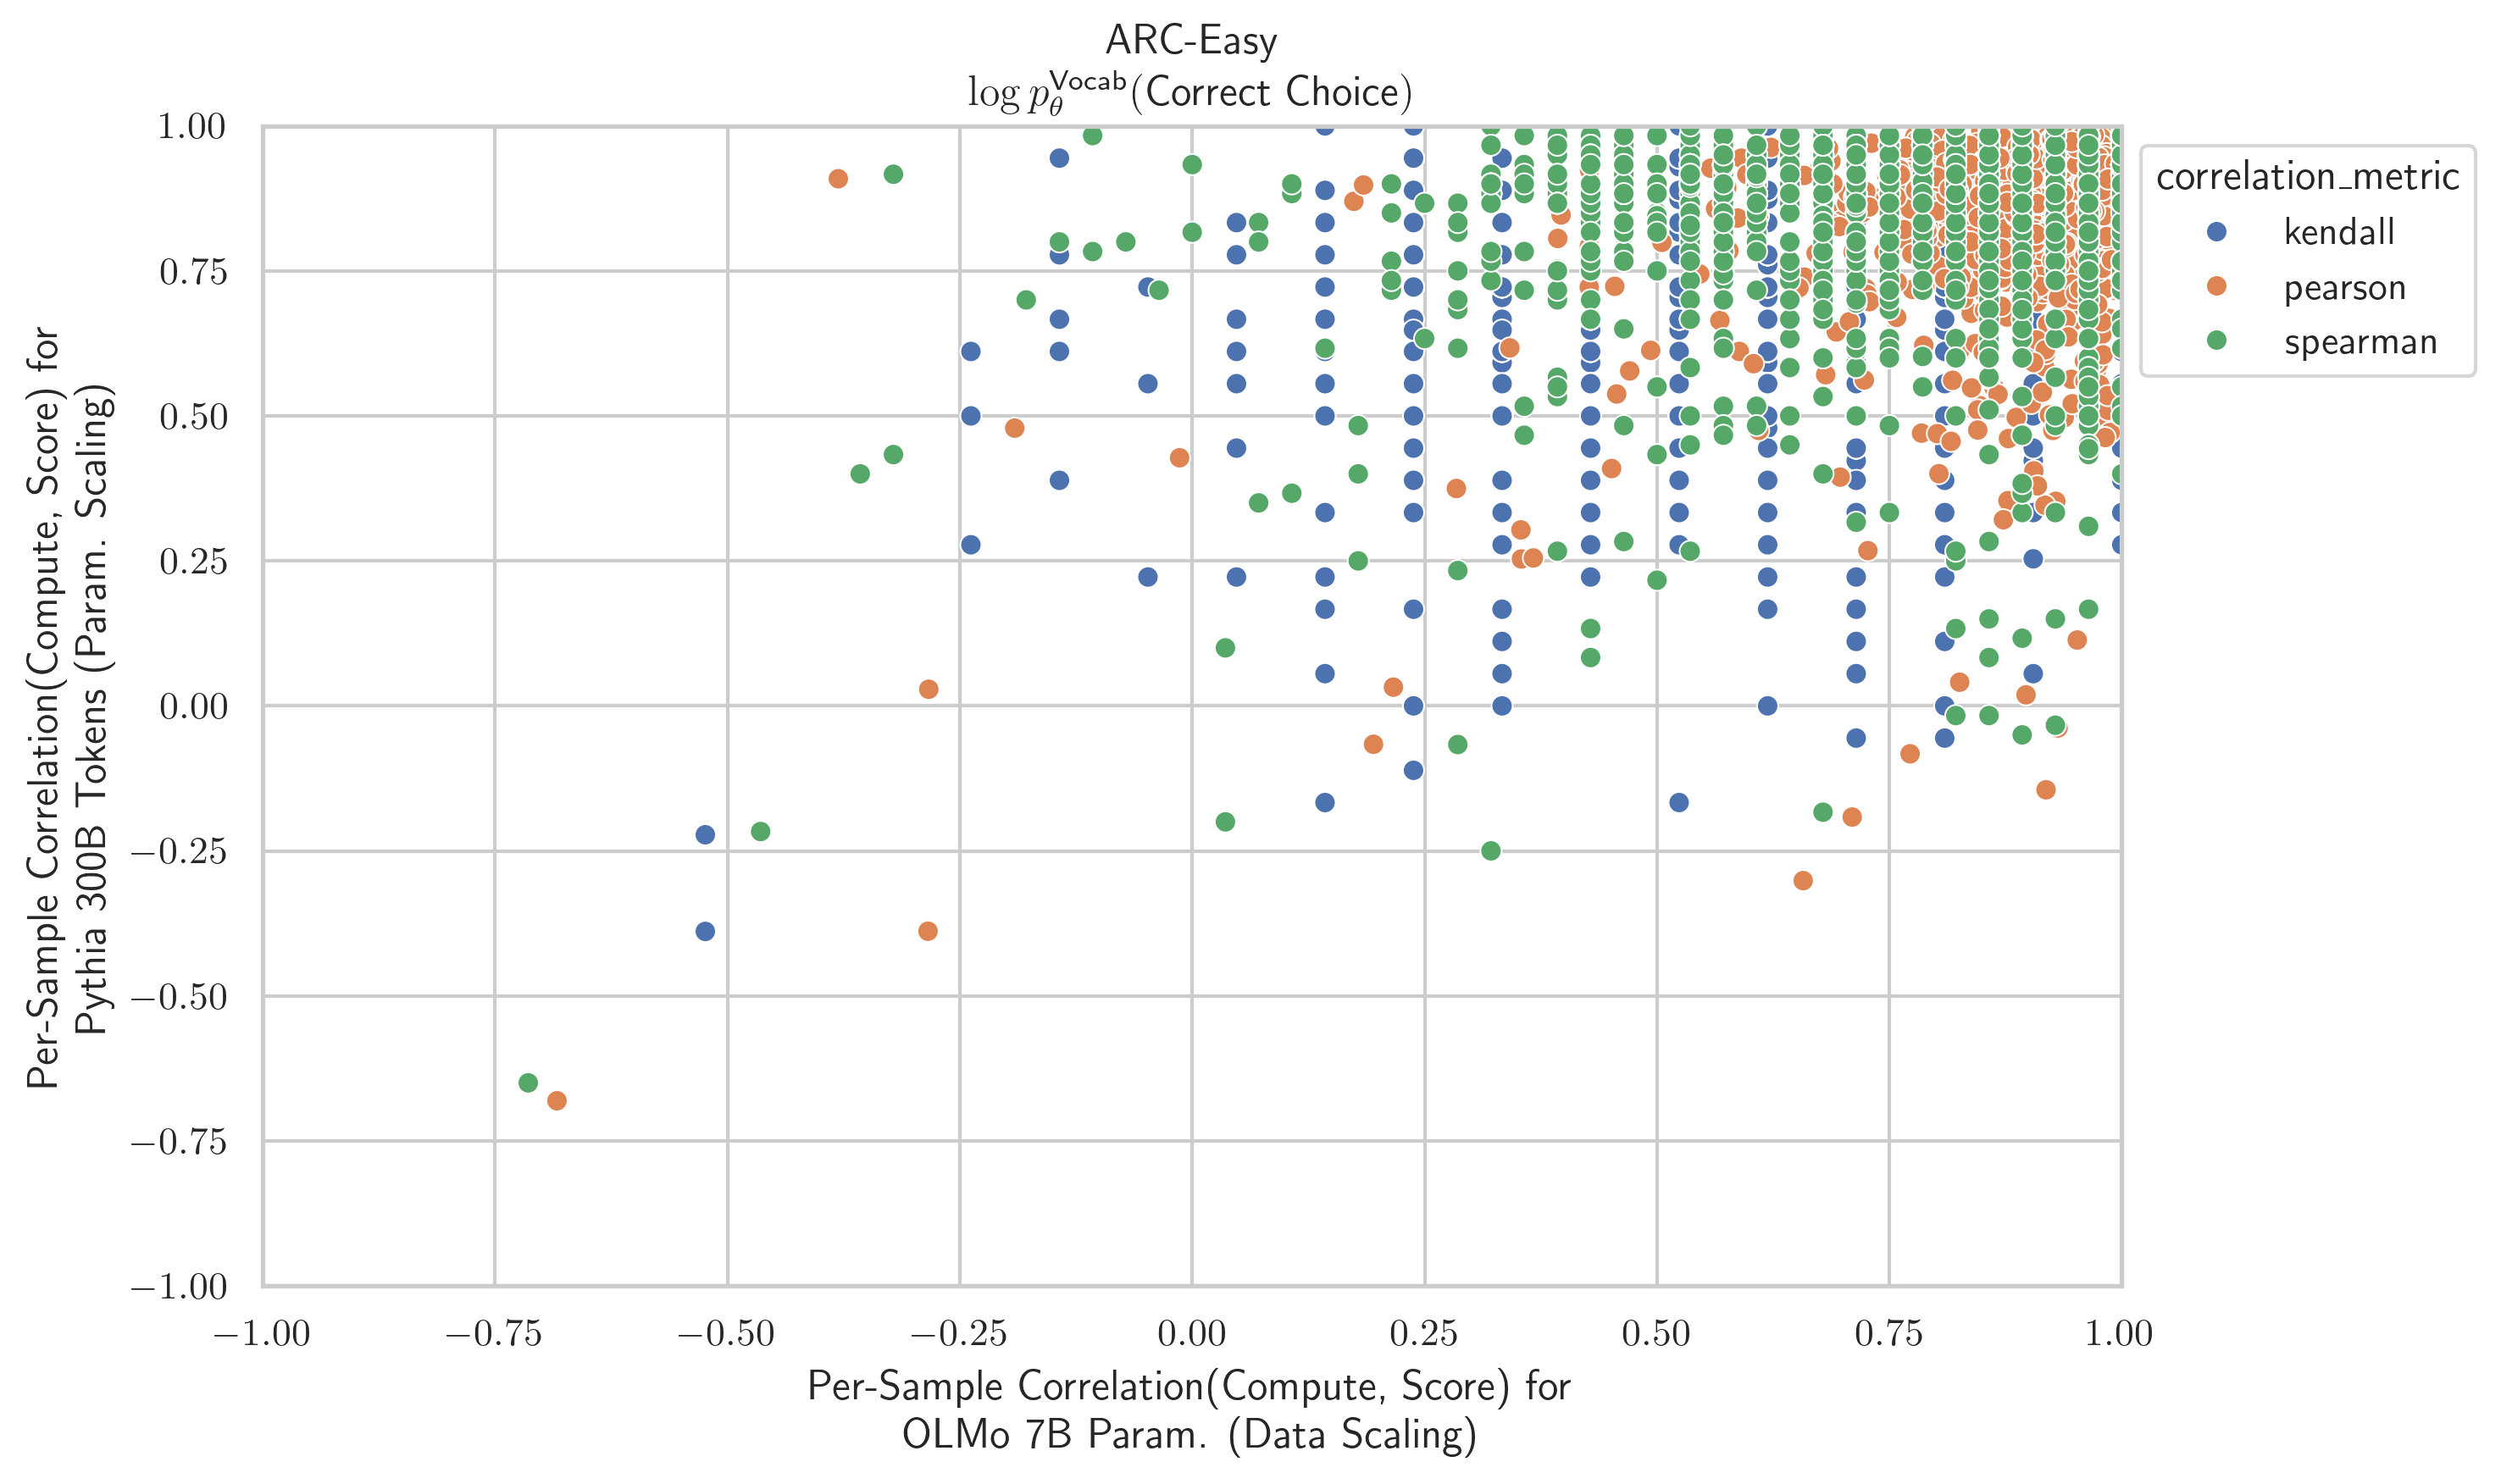 ARC-Easy
log p_θ^Vocab(Correct Choice)
Per-Sample Correlation(Compute, Score) for
Pythia 300B Tokens (Param. Scaling)
1.00
0.75
0.50
0.25
0.00
−0.25
−0.50
−0.75
−1.00
−1.00 −0.75 −0.50 −0.25 0.00 0.25 0.50 0.75 1.00
Per-Sample Correlation(Compute, Score) for
OLMo 7B Param. (Data Scaling)
correlation_metric
kendall
pearson
spearman